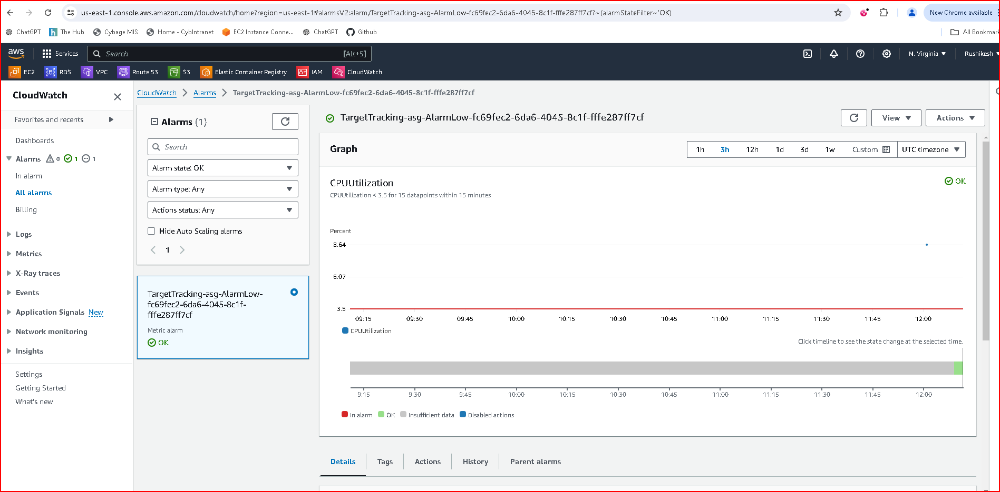 us-east-1.console.aws.amazon.com/cloudwatch/home?region=us-east-1#alarmsV2:alarm/TargetTracking-asg-AlarmLow-fc69fec2-6da6-4045-8c1f-fffe287ff7cf?~(alarmStateFilter~'OK)
New Chrome available
ChatGPT
The Hub
Cybage MIS
Home - CybIntranet
EC2 Instance Conne...
ChatGPT
Github
All Bookmark
aws
Services
Search
[Alt+S]
N. Virginia
Rushikesh
EC2
RDS
VPC
Route 53
S3
Elastic Container Registry
IAM
CloudWatch
CloudWatch
Favorites and recents
Dashboards
Alarms 0 1 1
In alarm
All alarms
Billing
Logs
Metrics
X-Ray traces
Events
Application Signals New
Network monitoring
Insights
Settings
Getting Started
What's new
CloudWatch > Alarms > TargetTracking-asg-AlarmLow-fc69fec2-6da6-4045-8c1f-fffe287ff7cf
Alarms (1)
Search
Alarm state: OK
Alarm type: Any
Actions status: Any
Hide Auto Scaling alarms
1
TargetTracking-asg-AlarmLow-
fc69fec2-6da6-4045-8c1f-
fffe287ff7cf
Metric alarm
OK
TargetTracking-asg-AlarmLow-fc69fec2-6da6-4045-8c1f-fffe287ff7cf
View
Actions
Graph
1h 3h 12h 1d 3d 1w Custom UTC timezone
CPUUtilization
OK
CPUUtilization < 3.5 for 15 datapoints within 15 minutes
Percent
8.64
6.07
3.5
09:15 09:30 09:45 10:00 10:15 10:30 10:45 11:00 11:15 11:30 11:45 12:00
CPUUtilization
Click timeline to see the state change at the selected time.
9:15 9:30 9:45 10:00 10:15 10:30 10:45 11:00 11:15 11:30 11:45 12:00
In alarm OK Insufficient data Disabled actions
Details Tags Actions History Parent alarms